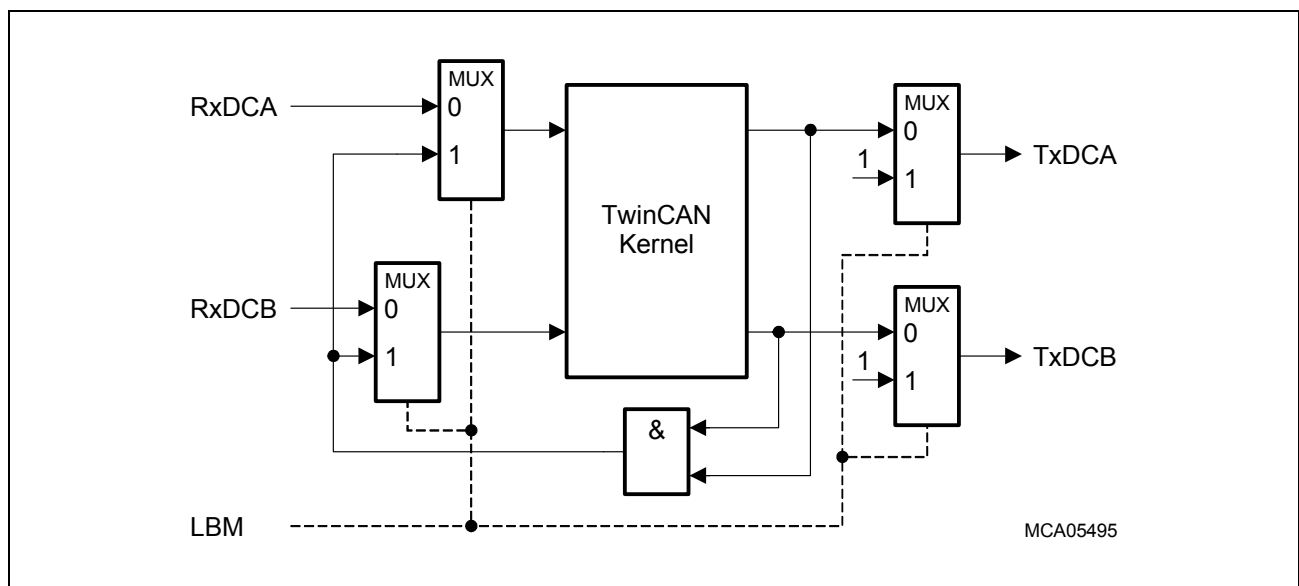 RxDCA
MUX
0
1
TwinCAN
Kernel
MUX
0
1
1
TxDCA
RxDCB
MUX
0
1
MUX
0
1
1
TxDCB
&
LBM
MCA05495